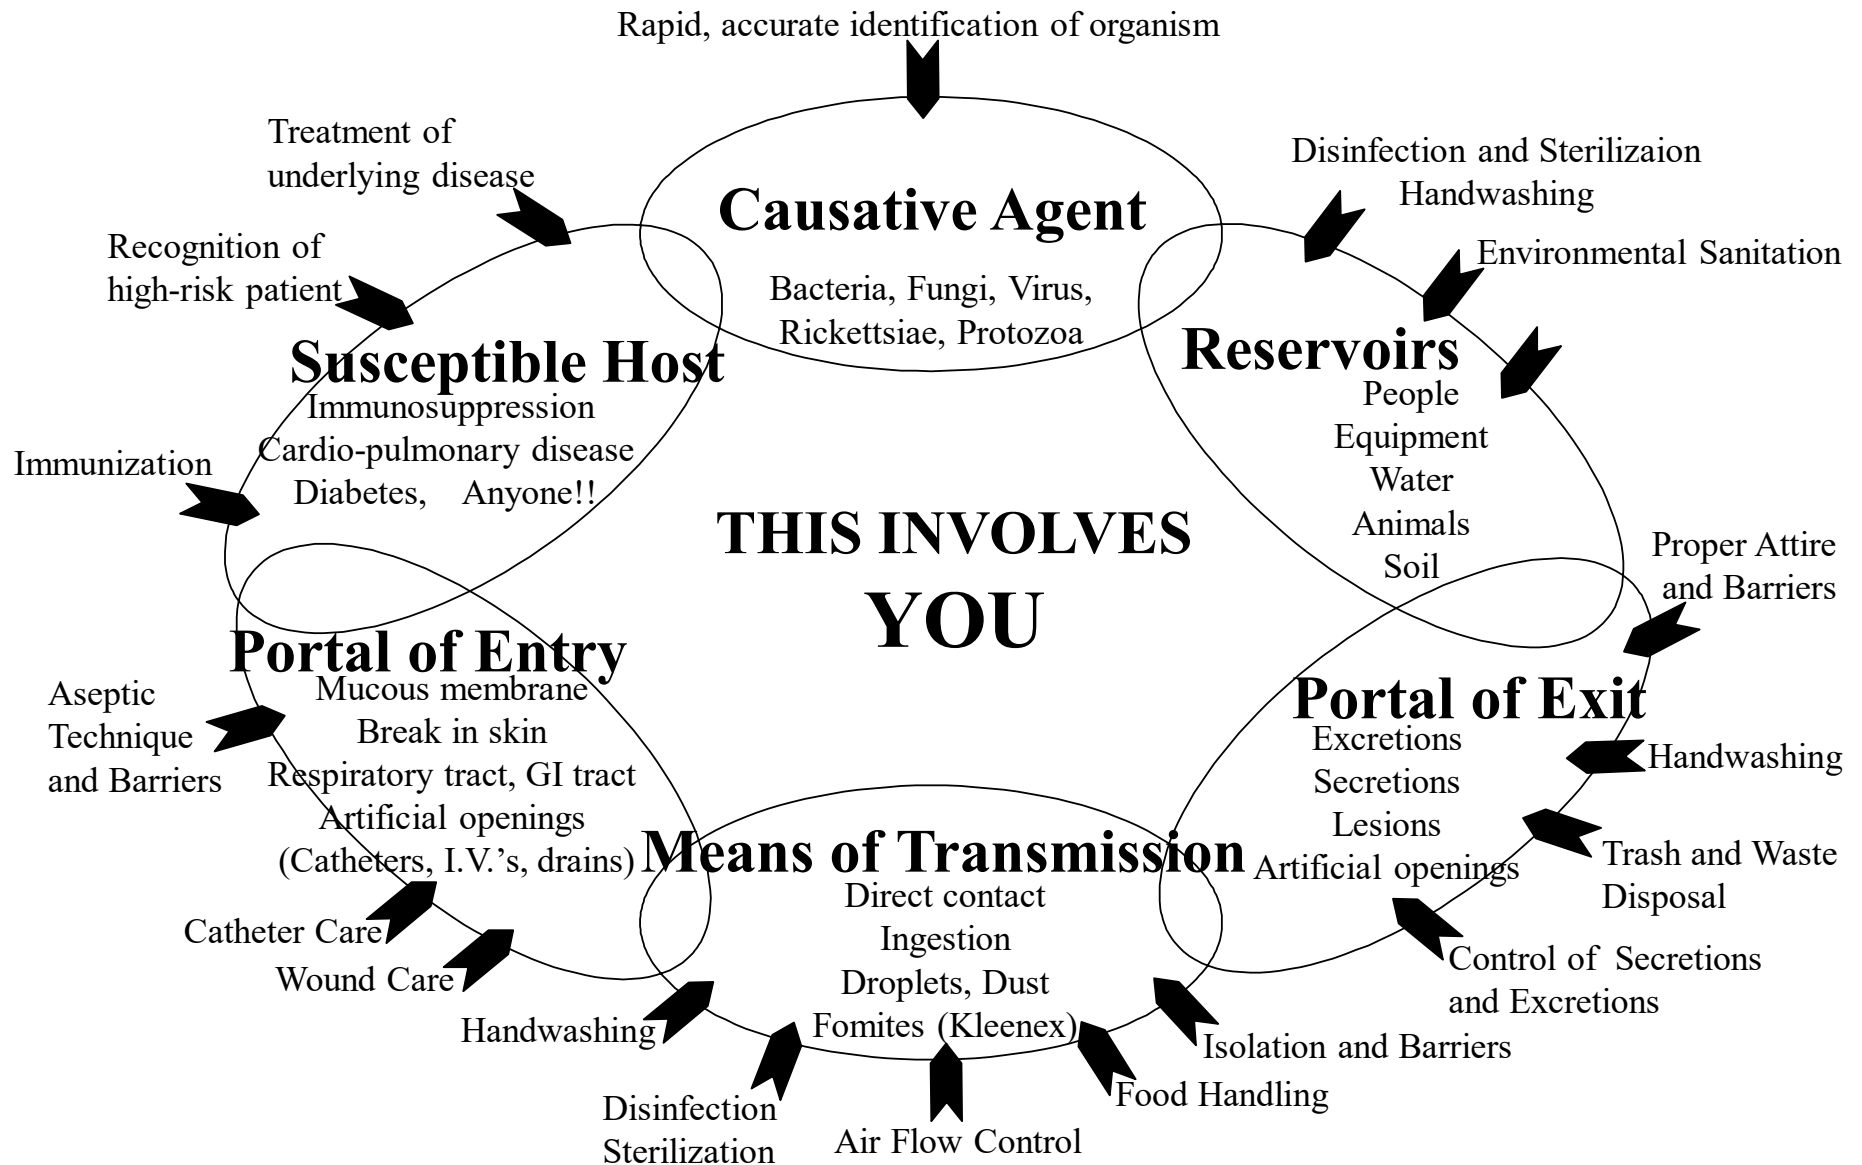 Rapid, accurate identification of organism
Causative Agent
Bacteria, Fungi, Virus,
Rickettsiae, Protozoa
Disinfection and Sterilizaion
Handwashing
Environmental Sanitation
Reservoirs
People
Equipment
Water
Animals
Soil
Proper Attire
and Barriers
Portal of Exit
Excretions
Secretions
Lesions
Artificial openings
Handwashing
Trash and Waste
Disposal
Control of Secretions
and Excretions
Means of Transmission
Direct contact
Ingestion
Droplets, Dust
Fomites (Kleenex)
Isolation and Barriers
Food Handling
Air Flow Control
Disinfection
Sterilization
Handwashing
Portal of Entry
Mucous membrane
Break in skin
Respiratory tract, GI tract
Artificial openings
(Catheters, I.V.’s, drains)
Wound Care
Catheter Care
Aseptic
Technique
and Barriers
Susceptible Host
Immunosuppression
Cardio-pulmonary disease
Diabetes, Anyone!!
Immunization
Recognition of
high-risk patient
Treatment of
underlying disease
THIS INVOLVES
YOU